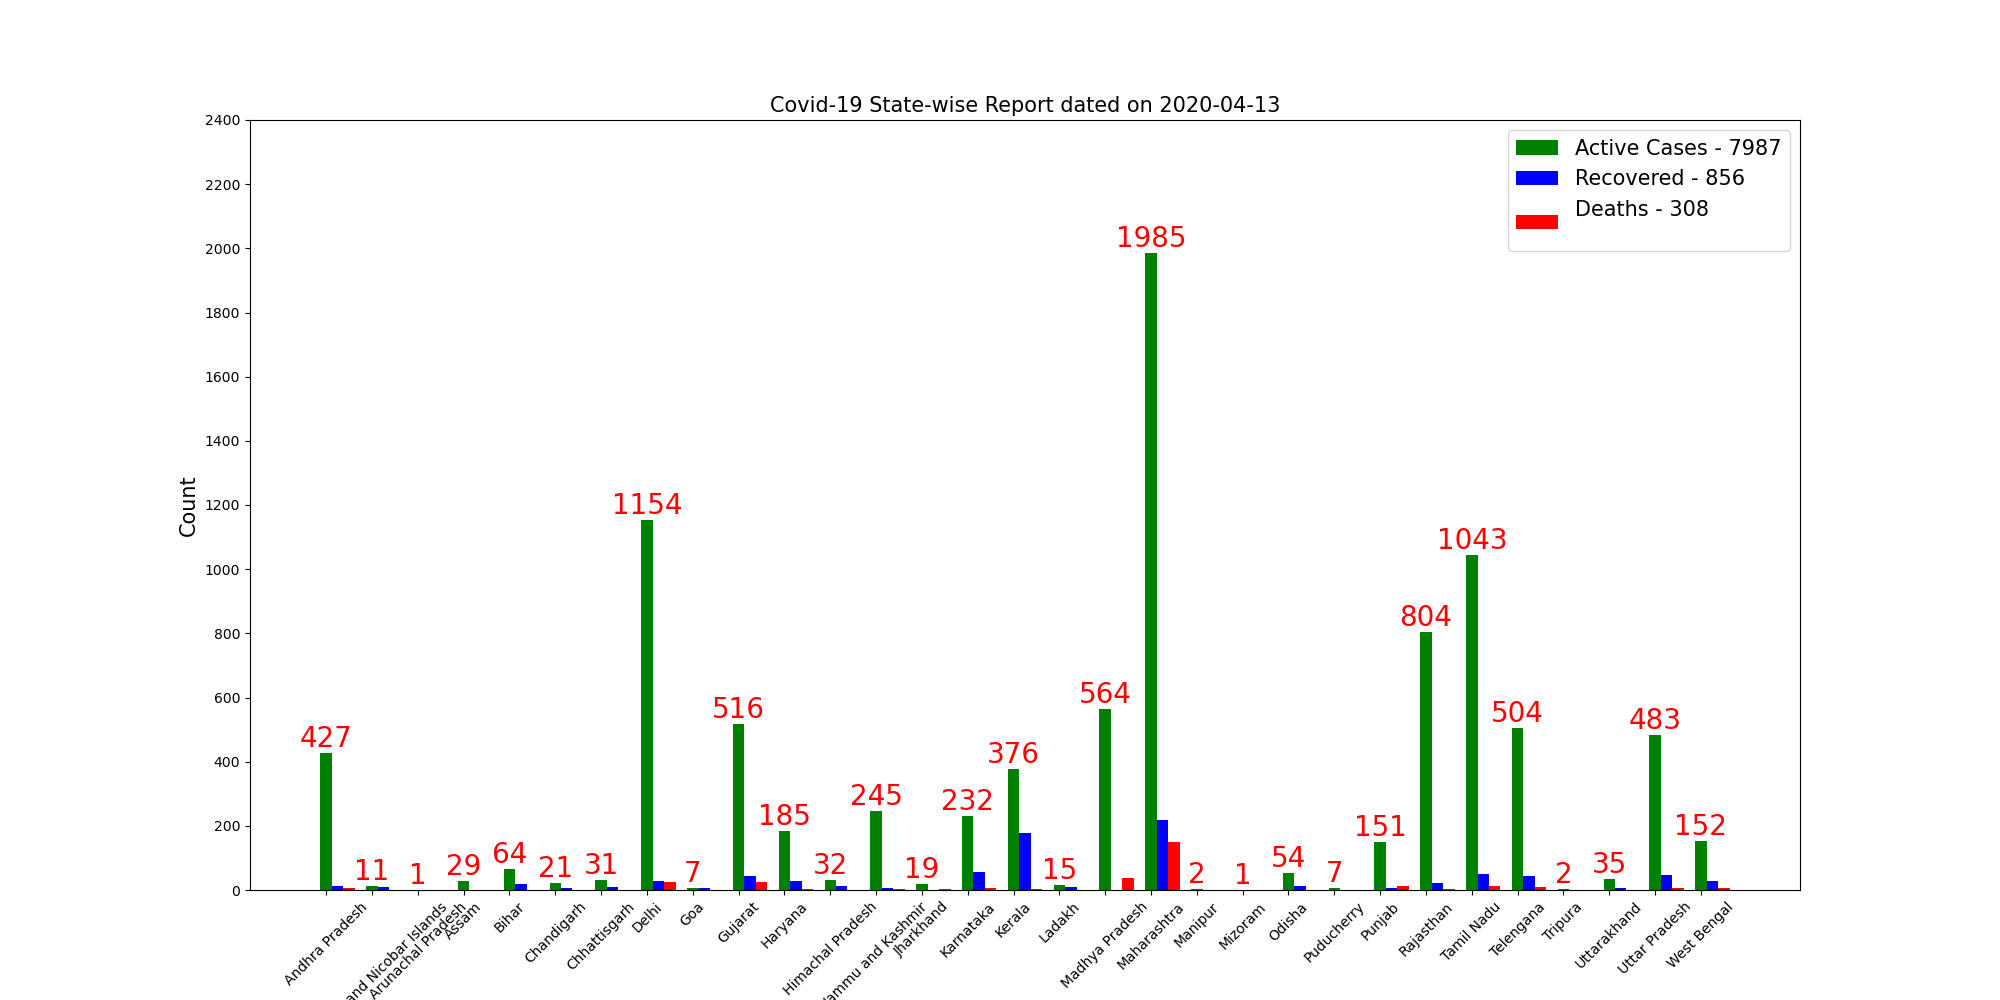 Covid-19 State-wise Report dated on 2020-04-13
Active Cases - 7987
Recovered - 856
Deaths - 308
Count
2400
2200
2000
1800
1600
1400
1200
1000
800
600
400
200
0
427
11
1
29
64
21
31
1154
7
516
185
32
245
19
232
376
15
564
1985
2
1
54
7
151
804
1043
504
2
35
483
152
Andhra Pradesh
and Nicobar Islands
Arunachal Pradesh
Assam
Bihar
Chandigarh
Chhattisgarh
Delhi
Goa
Gujarat
Haryana
Himachal Pradesh
and Kashmir
Jharkhand
Karnataka
Kerala
Ladakh
Madhya Pradesh
Maharashtra
Manipur
Mizoram
Odisha
Puducherry
Punjab
Rajasthan
Tamil Nadu
Telengana
Tripura
Uttarakhand
Uttar Pradesh
West Bengal